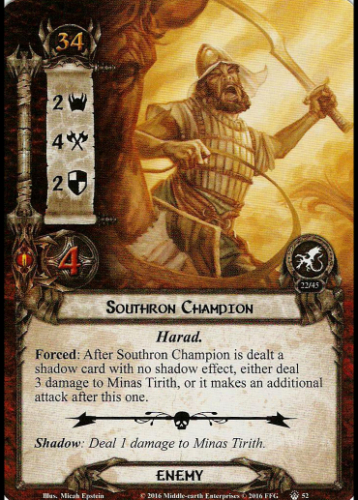 34
2
4
2
4
22/45
Southron Champion
Harad.
Forced: After Southron Champion is dealt a
shadow card with no shadow effect, either deal
3 damage to Minas Tirith, or it makes an additional
attack after this one.
Shadow: Deal 1 damage to Minas Tirith.
ENEMY
Illus. Micah Epstein © 2016 Middle-earth Enterprises © 2016 FFG 52